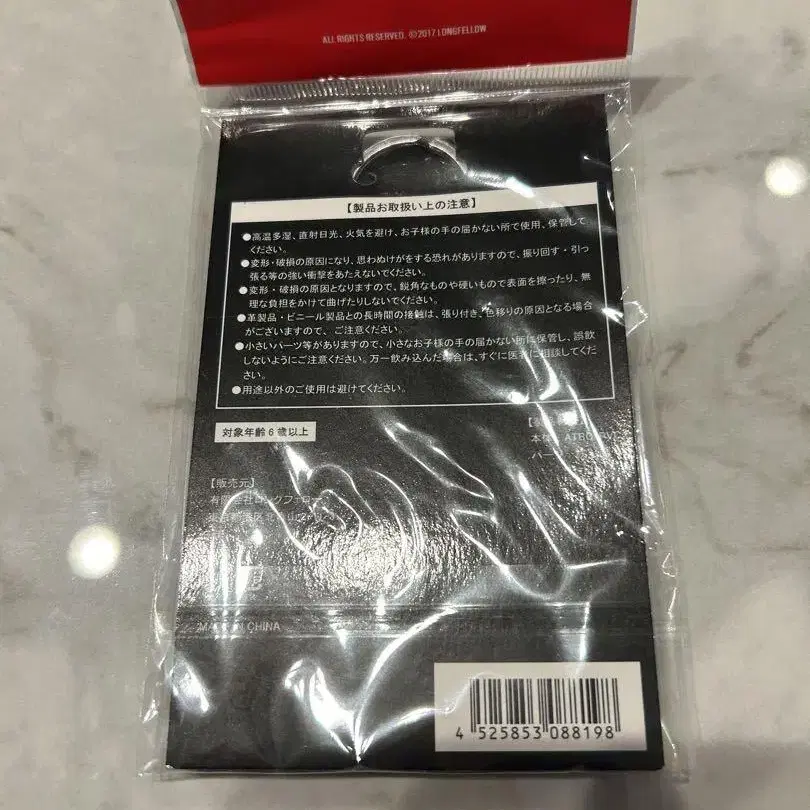 ALL RIGHTS RESERVED. ©2017 LONGFELLOW
【製品お取扱い上の注意】
●高温多湿、直射日光、火気を避け、お子様の手の届かない所で使用、保管して
ください。
●変形・破損の原因になり、思わぬけがをする恐れがありますので、振り回す・引っ
張る等の強い衝撃をあたえないでください。
●変形・破損の原因となりますので、鋭角なものや硬いもので表面を擦ったり、無
理な負担をかけて曲げたりしないでください。
●革製品・ビニール製品との長時間の接触は、張り付き、色移りの原因となる場合
がございますので、ご注意ください。
●小さいパーツ等がありますので、小さなお子様の手の届かない所に保管し、誤飲
しないようにご注意ください。万一飲み込んだ場合は、すぐに医者に相談してくだ
さい。
●用途以外のご使用は避けてください。
対象年齢6歳以上
本体
【販売元】
MADE IN CHINA
4 525853 088198